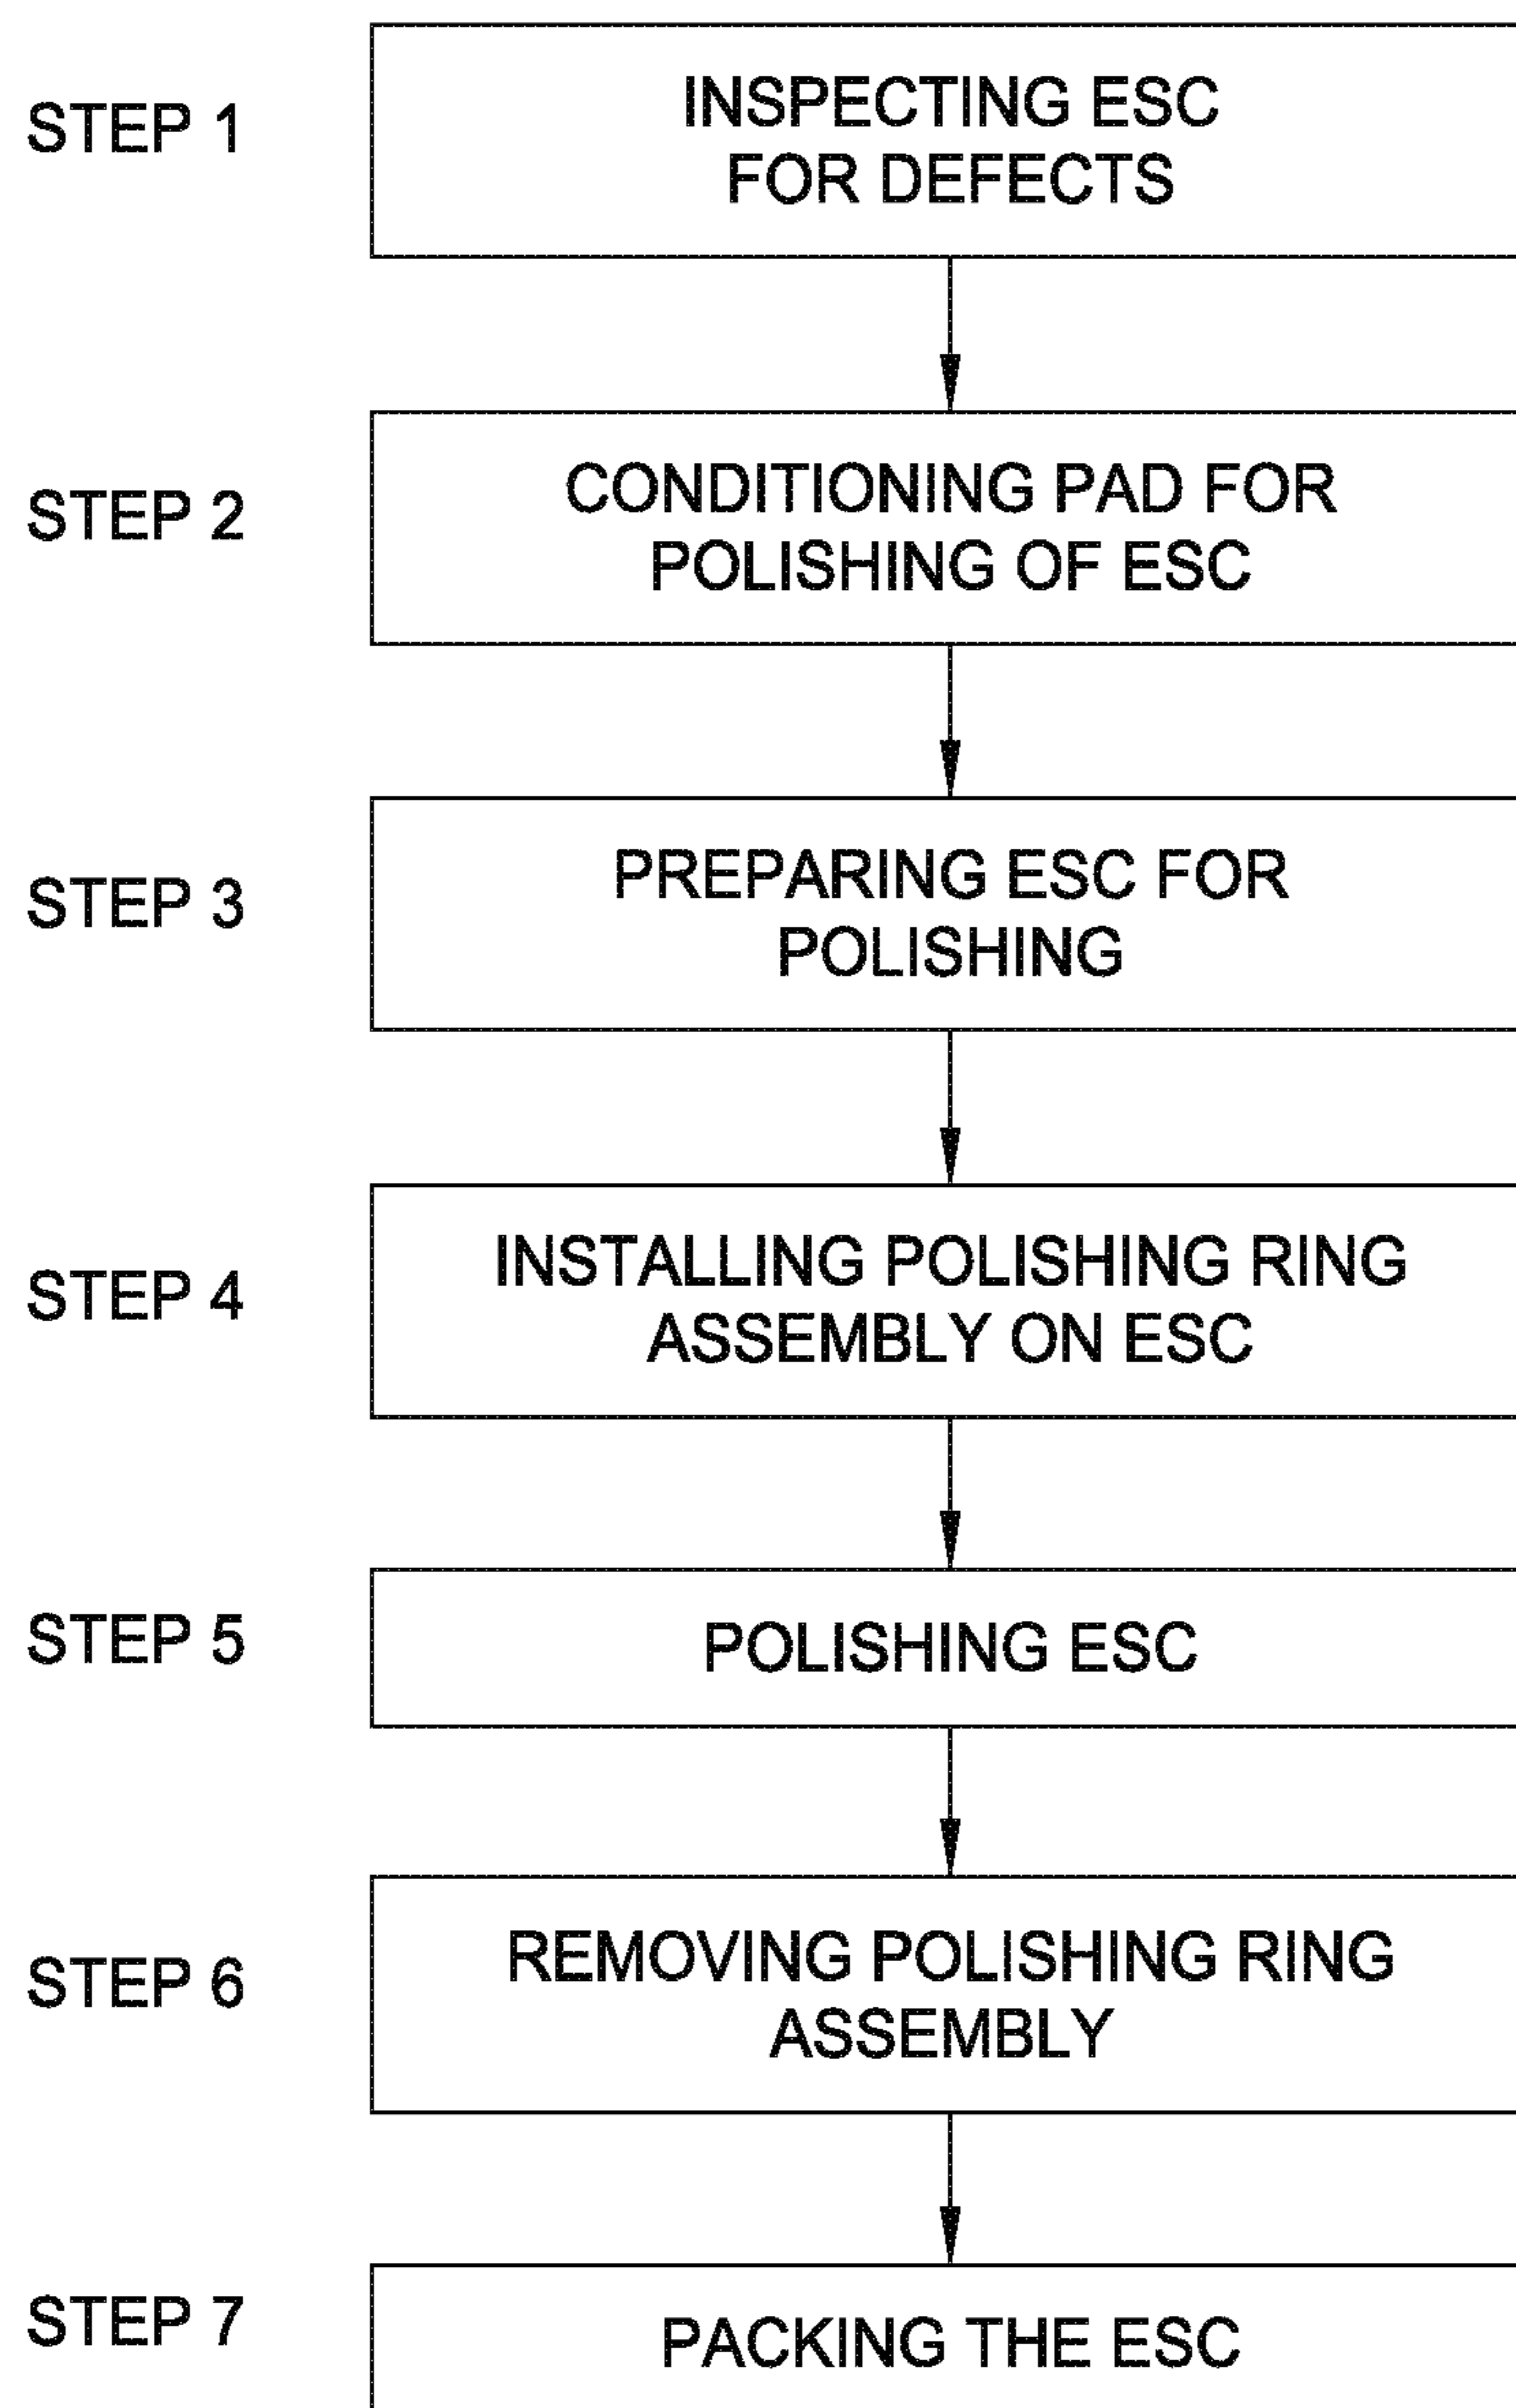 STEP 1
INSPECTING ESC
FOR DEFECTS
STEP 2
CONDITIONING PAD FOR
POLISHING OF ESC
STEP 3
PREPARING ESC FOR
POLISHING
STEP 4
INSTALLING POLISHING RING
ASSEMBLY ON ESC
STEP 5
POLISHING ESC
STEP 6
REMOVING POLISHING RING
ASSEMBLY
STEP 7
PACKING THE ESC